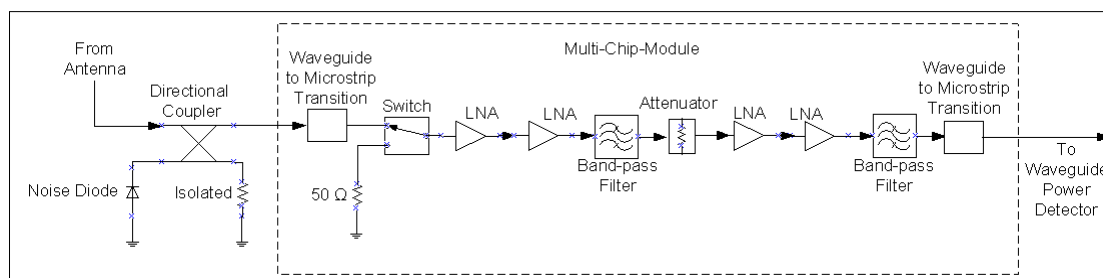 From
Antenna
Directional
Coupler
Noise Diode
Isolated
Multi-Chip-Module
Waveguide
to Microstrip
Transition
Switch
50 Ω
LNA
LNA
Band-pass
Filter
Attenuator
LNA
LNA
Band-pass
Filter
Waveguide
to Microstrip
Transition
To
Waveguide
Power
Detector